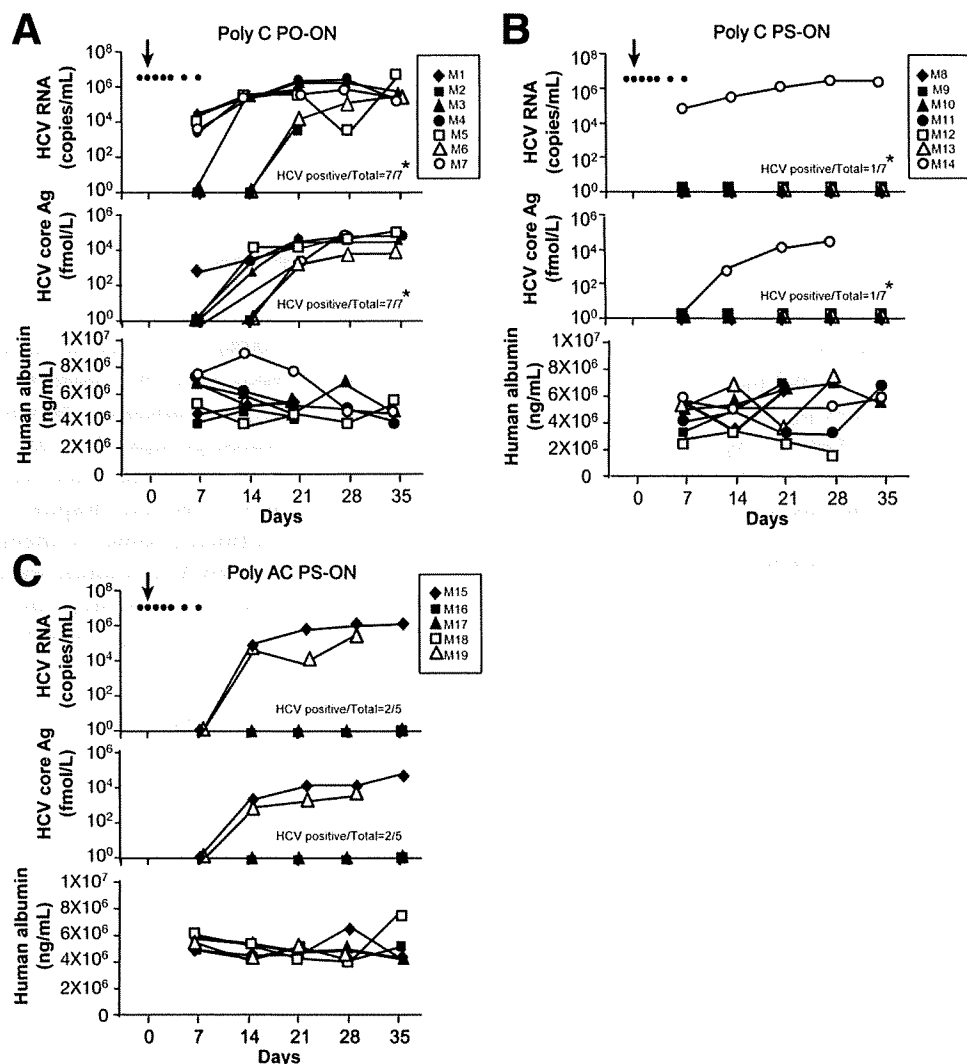 A
Poly C PO-ON
HCV RNA
(copies/mL)
10⁸
10⁶
10⁴
10²
10⁰
HCV positive/Total=7/7*
M1
M2
M3
M4
M5
M6
M7
HCV core Ag
(fmol/L)
10⁶
10⁴
10²
10⁰
HCV positive/Total=7/7*
Human albumin
(ng/mL)
1X10⁷
8X10⁶
6X10⁶
4X10⁶
2X10⁶
0
0 7 14 21 28 35
Days
B
Poly C PS-ON
HCV RNA
(copies/mL)
10⁸
10⁶
10⁴
10²
10⁰
HCV positive/Total=1/7*
M8
M9
M10
M11
M12
M13
M14
HCV core Ag
(fmol/L)
10⁶
10⁴
10²
10⁰
HCV positive/Total=1/7*
Human albumin
(ng/mL)
1X10⁷
8X10⁶
6X10⁶
4X10⁶
2X10⁶
0
0 7 14 21 28 35
Days
C
Poly AC PS-ON
HCV RNA
(copies/mL)
10⁸
10⁶
10⁴
10²
10⁰
HCV positive/Total=2/5
M15
M16
M17
M18
M19
HCV core Ag
(fmol/L)
10⁶
10⁴
10²
10⁰
HCV positive/Total=2/5
Human albumin
(ng/mL)
1X10⁷
8X10⁶
6X10⁶
4X10⁶
2X10⁶
0
0 7 14 21 28 35
Days